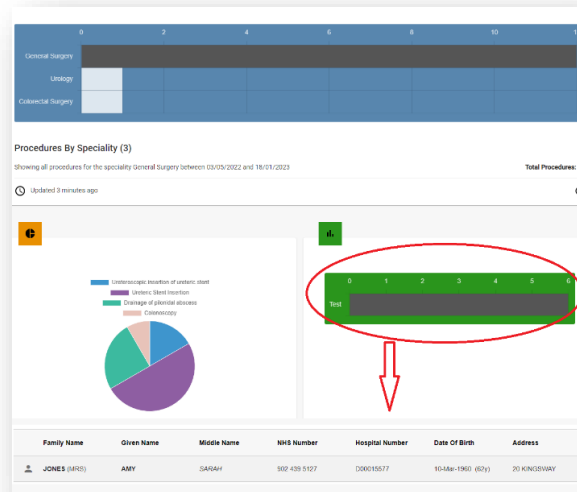 0 2 4 6 8 10
General Surgery
Urology
Colorectal Surgery
Procedures By Speciality (3)
Showing all procedures for the speciality General Surgery between 03/05/2022 and 18/01/2023 Total Procedures:
Updated 3 minutes ago
Ureteroscopic insertion of ureteric stent
Ureteric Stent Insertion
Drainage of pilonidal abscess
Colonoscopy
0 1 2 3 4 5 6
Test
Family Name Given Name Middle Name NHS Number Hospital Number Date Of Birth Address
JONES (MRS) AMY SARAH 902 439 5127 D00015577 10-Mar-1960 (62y) 20 KINGSWAY